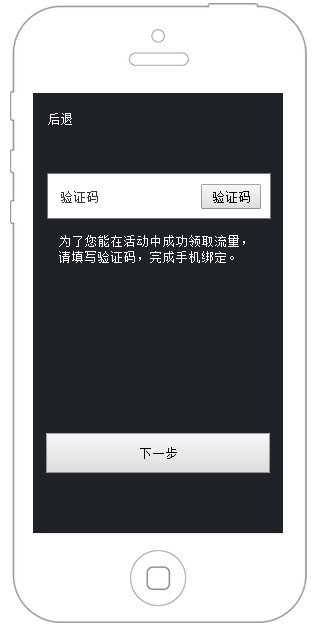 后退
验证码 验证码
为了您能在活动中成功领取流量，
请填写验证码，完成手机绑定。
下一步